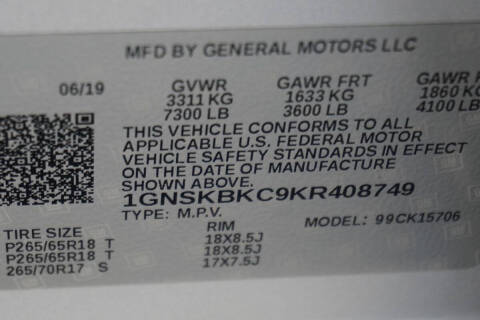 MFD BY GENERAL MOTORS LLC
06/19 GVWR GAWR FRT GAWR
3311 KG 1633 KG 1860 KG
7300 LB 3600 LB 4100 LB
THIS VEHICLE CONFORMS TO ALL
APPLICABLE U.S. FEDERAL MOTOR
VEHICLE SAFETY STANDARDS IN EFFECT
ON THE DATE OF MANUFACTURE
SHOWN ABOVE.
1GNSKBKC9KR408749
TYPE: M.P.V. MODEL: 99CK15706
TIRE SIZE RIM
P265/65R18 T 18X8.5J
P265/65R18 T 18X8.5J
265/70R17 S 17X7.5J